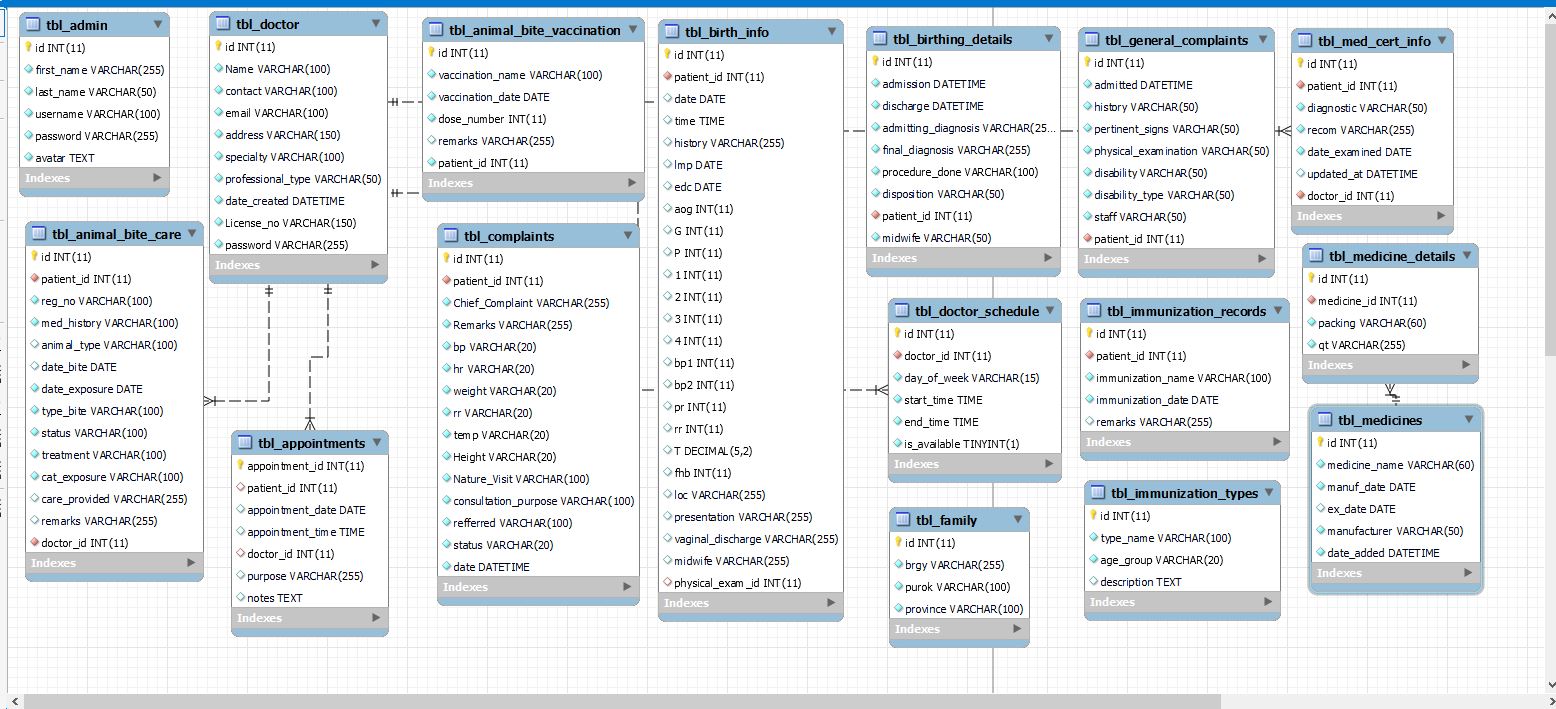 tbl_admin
id INT(11)
first_name VARCHAR(255)
last_name VARCHAR(50)
username VARCHAR(100)
password VARCHAR(255)
avatar TEXT
Indexes
tbl_animal_bite_care
id INT(11)
patient_id INT(11)
reg_no VARCHAR(100)
med_history VARCHAR(100)
animal_type VARCHAR(100)
date_bite DATE
date_exposure DATE
type_bite VARCHAR(100)
status VARCHAR(100)
treatment VARCHAR(100)
cat_exposure VARCHAR(100)
care_provided VARCHAR(255)
remarks VARCHAR(255)
doctor_id INT(11)
Indexes
tbl_doctor
id INT(11)
Name VARCHAR(100)
contact VARCHAR(100)
email VARCHAR(100)
address VARCHAR(150)
specialty VARCHAR(100)
professional_type VARCHAR(50)
date_created DATETIME
License_no VARCHAR(150)
password VARCHAR(255)
Indexes
tbl_appointments
appointment_id INT(11)
patient_id INT(11)
appointment_date DATE
appointment_time TIME
doctor_id INT(11)
purpose VARCHAR(255)
notes TEXT
Indexes
tbl_animal_bite_vaccination
id INT(11)
vaccination_name VARCHAR(100)
vaccination_date DATE
dose_number INT(11)
remarks VARCHAR(255)
patient_id INT(11)
Indexes
tbl_complaints
id INT(11)
patient_id INT(11)
Chief_Complaint VARCHAR(255)
Remarks VARCHAR(255)
bp VARCHAR(20)
hr VARCHAR(20)
weight VARCHAR(20)
rr VARCHAR(20)
temp VARCHAR(20)
Height VARCHAR(20)
Nature_Visit VARCHAR(100)
consultation_purpose VARCHAR(100)
refferred VARCHAR(100)
status VARCHAR(20)
date DATETIME
Indexes
tbl_birth_info
id INT(11)
patient_id INT(11)
date DATE
time TIME
history VARCHAR(255)
lmp DATE
edc DATE
aog INT(11)
G INT(11)
P INT(11)
1 INT(11)
2 INT(11)
3 INT(11)
4 INT(11)
bp1 INT(11)
bp2 INT(11)
pr INT(11)
rr INT(11)
T DECIMAL(5,2)
fhb INT(11)
loc VARCHAR(255)
presentation VARCHAR(255)
vaginal_discharge VARCHAR(255)
midwife VARCHAR(255)
physical_exam_id INT(11)
Indexes
tbl_birthing_details
id INT(11)
admission DATETIME
discharge DATETIME
admitting_diagnosis VARCHAR(25...
final_diagnosis VARCHAR(255)
procedure_done VARCHAR(100)
disposition VARCHAR(50)
patient_id INT(11)
midwife VARCHAR(50)
Indexes
tbl_doctor_schedule
id INT(11)
doctor_id INT(11)
day_of_week VARCHAR(15)
start_time TIME
end_time TIME
is_available TINYINT(1)
Indexes
tbl_family
id INT(11)
brgy VARCHAR(255)
purok VARCHAR(100)
province VARCHAR(100)
Indexes
tbl_general_complaints
id INT(11)
admitted DATETIME
history VARCHAR(50)
pertinent_signs VARCHAR(50)
physical_examination VARCHAR(50)
disability VARCHAR(50)
disability_type VARCHAR(50)
staff VARCHAR(50)
patient_id INT(11)
Indexes
tbl_immunization_records
id INT(11)
patient_id INT(11)
immunization_name VARCHAR(100)
immunization_date DATE
remarks VARCHAR(255)
Indexes
tbl_immunization_types
id INT(11)
type_name VARCHAR(100)
age_group VARCHAR(20)
description TEXT
Indexes
tbl_med_cert_info
id INT(11)
patient_id INT(11)
diagnostic VARCHAR(50)
recom VARCHAR(255)
date_examined DATE
updated_at DATETIME
doctor_id INT(11)
Indexes
tbl_medicine_details
id INT(11)
medicine_id INT(11)
packing VARCHAR(60)
qt VARCHAR(255)
Indexes
tbl_medicines
id INT(11)
medicine_name VARCHAR(60)
manuf_date DATE
ex_date DATE
manufacturer VARCHAR(50)
date_added DATETIME
Indexes